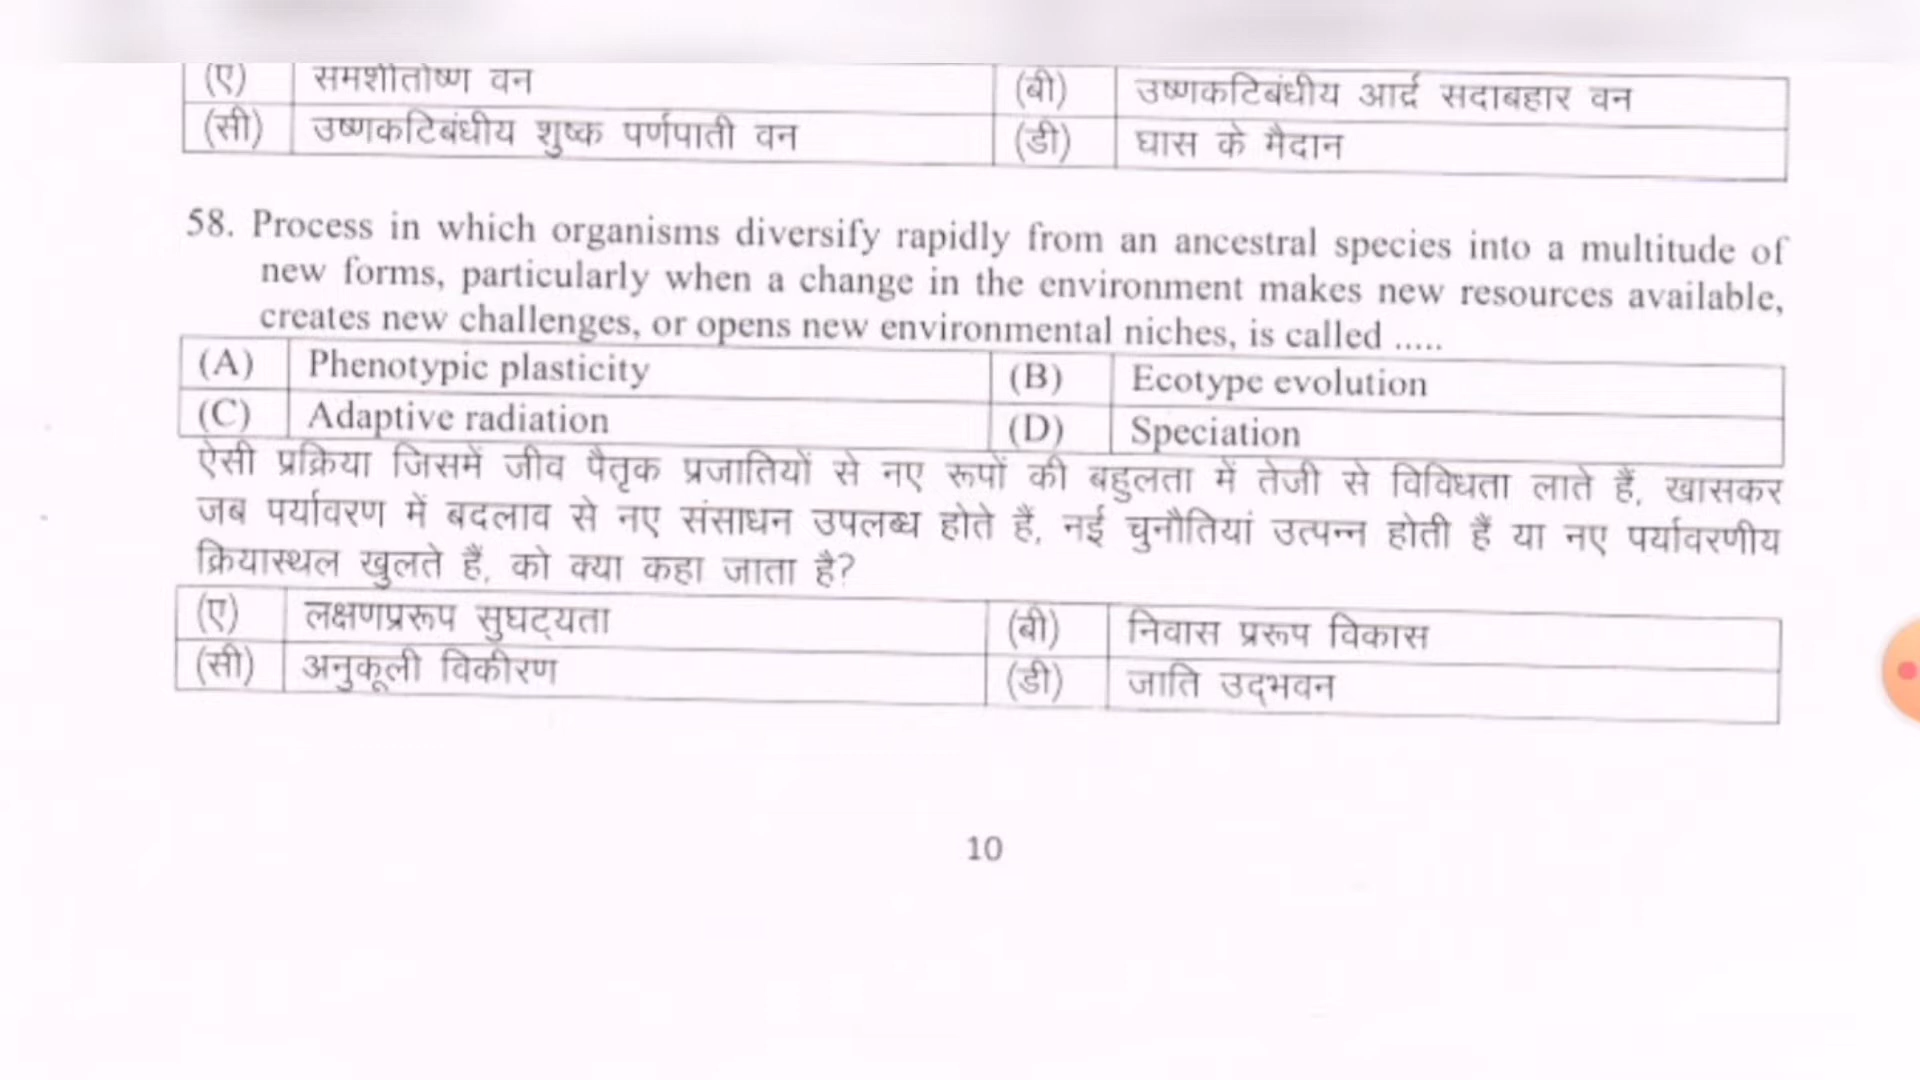 (ए) समशीतोष्ण वन (बी) उष्णकटिबंधीय आर्द्र सदाबहार वन
(सी) उष्णकटिबंधीय शुष्क पर्णपाती वन (डी) घास के मैदान
58. Process in which organisms diversify rapidly from an ancestral species into a multitude of
new forms, particularly when a change in the environment makes new resources available,
creates new challenges, or opens new environmental niches, is called .....
(A) Phenotypic plasticity (B) Ecotype evolution
(C) Adaptive radiation (D) Speciation
ऐसी प्रक्रिया जिसमें जीव पैतृक प्रजातियों से नए रूपों की बहुलता में तेजी से विविधता लाते हैं, खासकर
जब पर्यावरण में बदलाव से नए संसाधन उपलब्ध होते हैं, नई चुनौतियां उत्पन्न होती हैं या नए पर्यावरणीय
क्रियास्थल खुलते हैं, को क्या कहा जाता है?
(ए) लक्षणप्ररूप सुघट्यता (बी) निवास प्ररूप विकास
(सी) अनुकूली विकीरण (डी) जाति उद्भवन
10